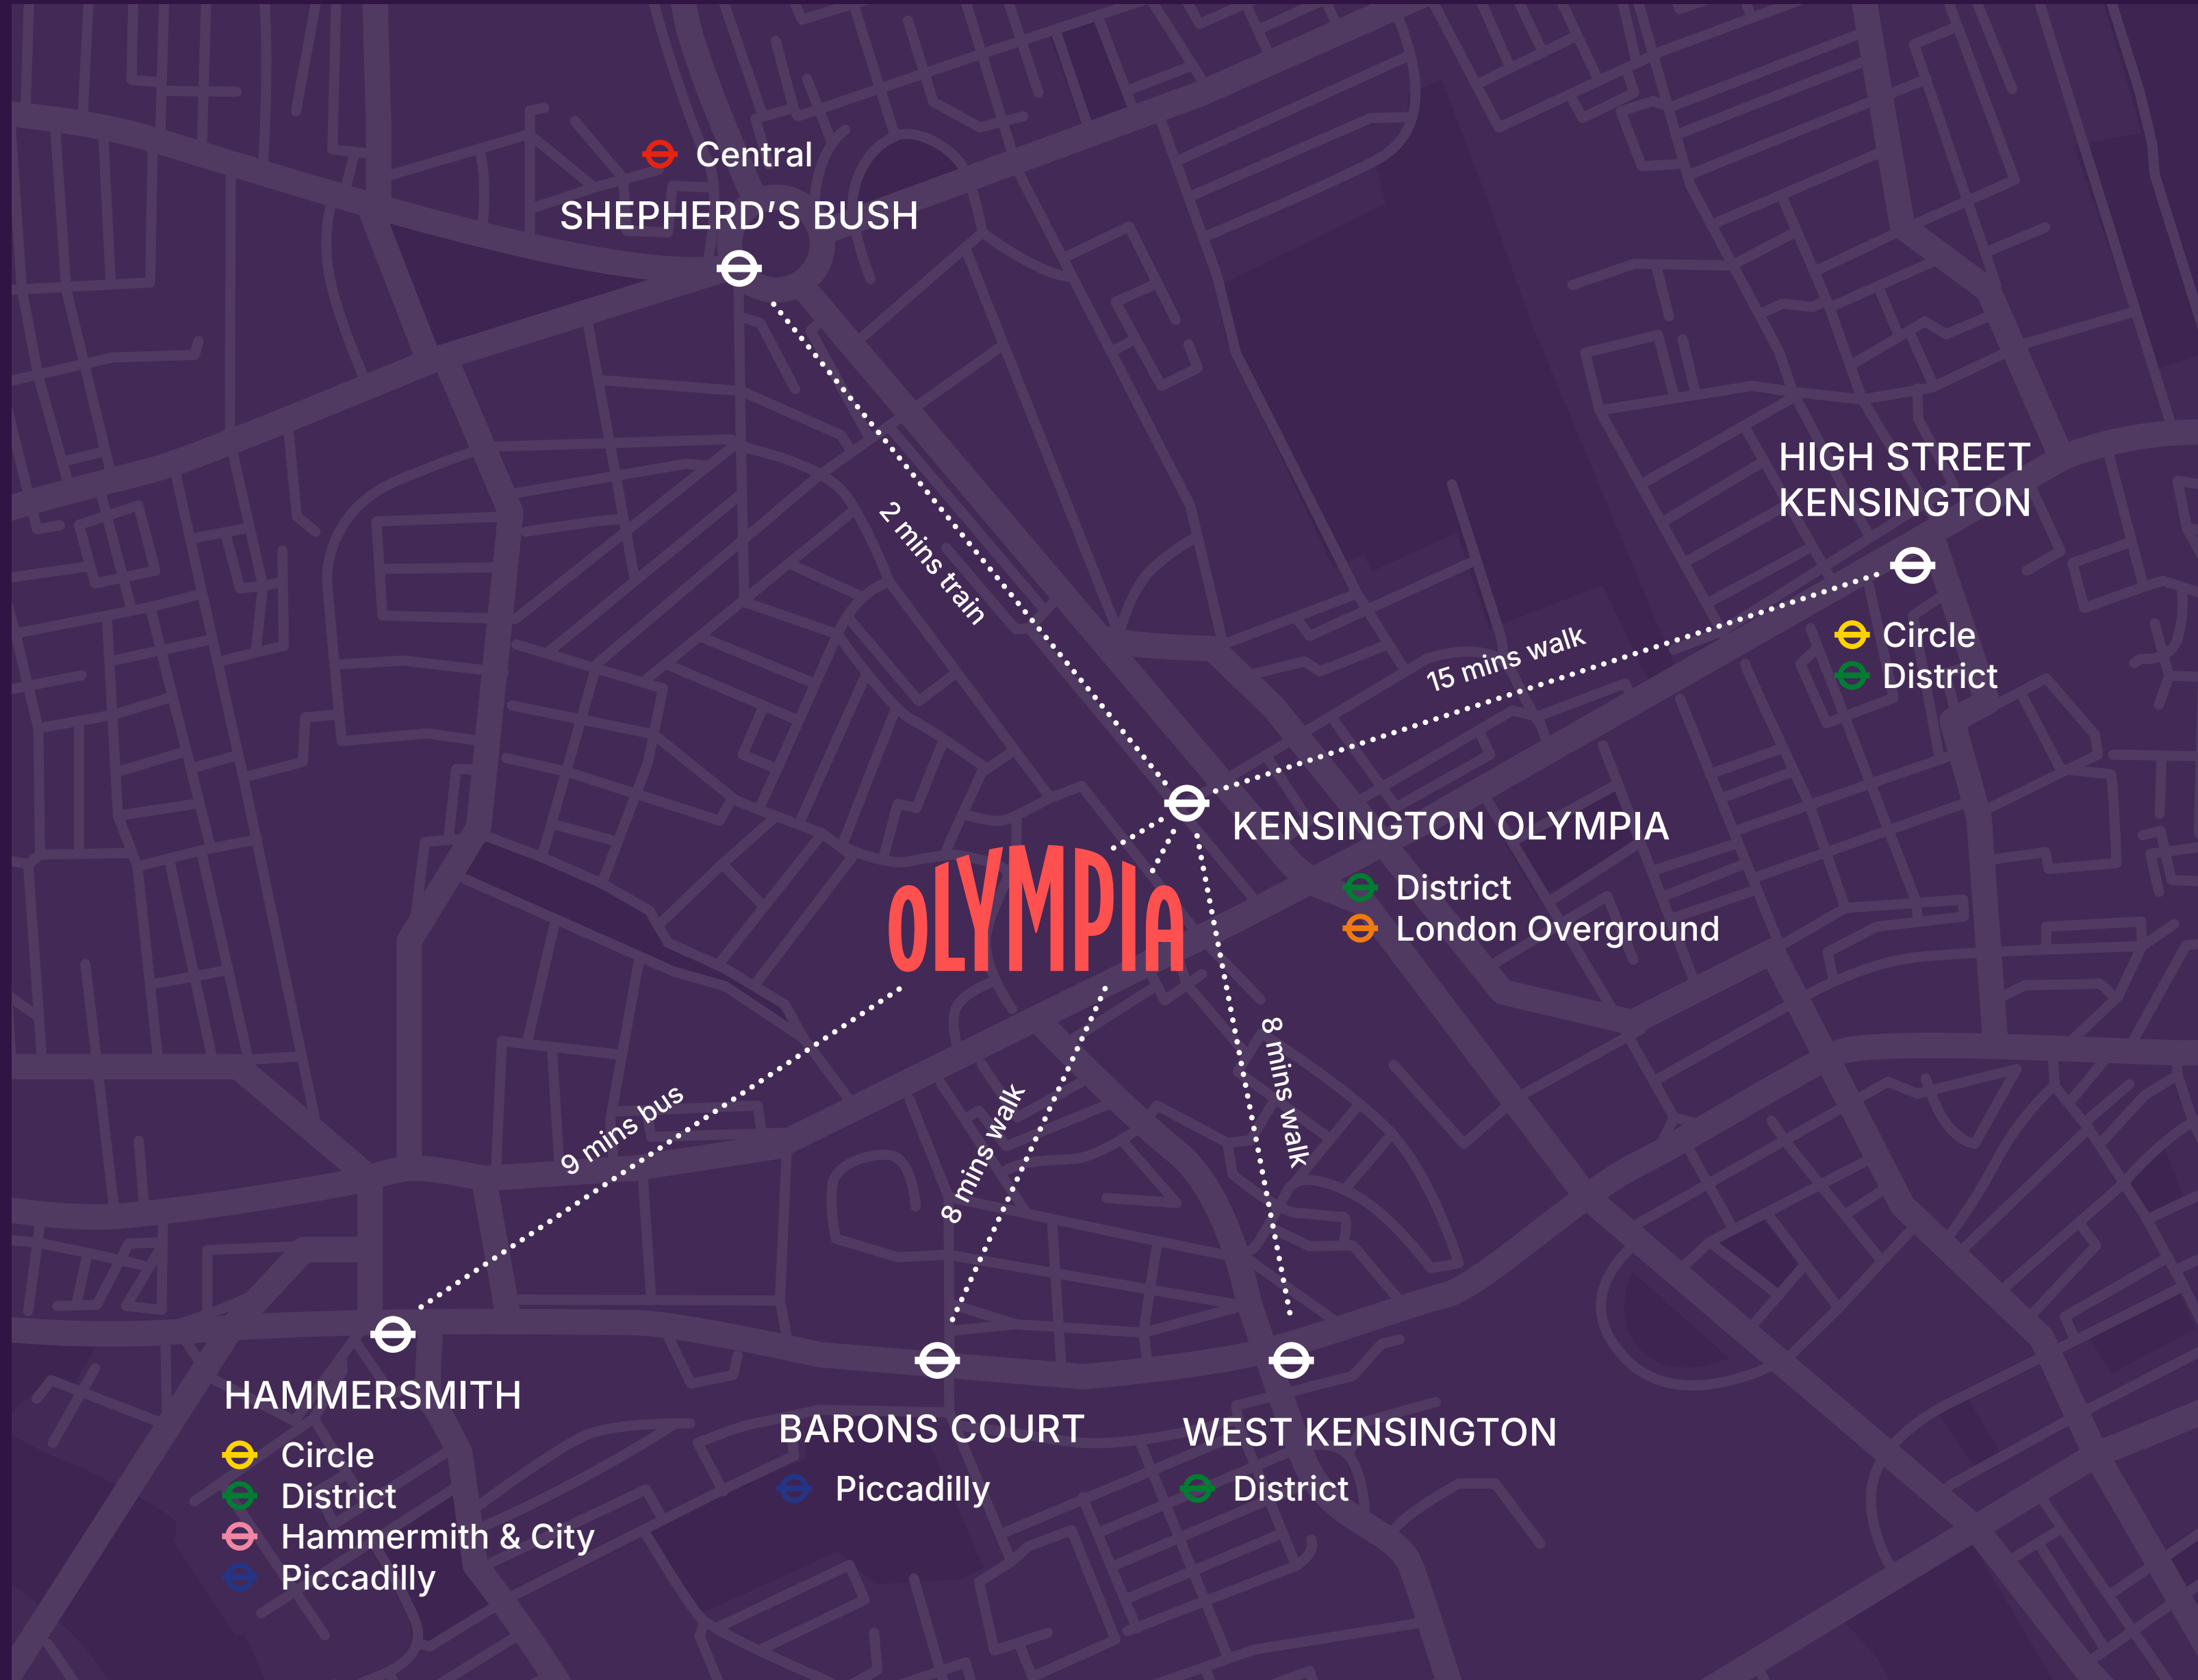 Central
SHEPHERD’S BUSH
2 mins train
HIGH STREET
KENSINGTON
Circle
District
15 mins walk
KENSINGTON OLYMPIA
District
London Overground
OLYMPIA
9 mins bus
8 mins walk
8 mins walk
HAMMERSMITH
Circle
District
Hammermith & City
Piccadilly
BARONS COURT
Piccadilly
WEST KENSINGTON
District